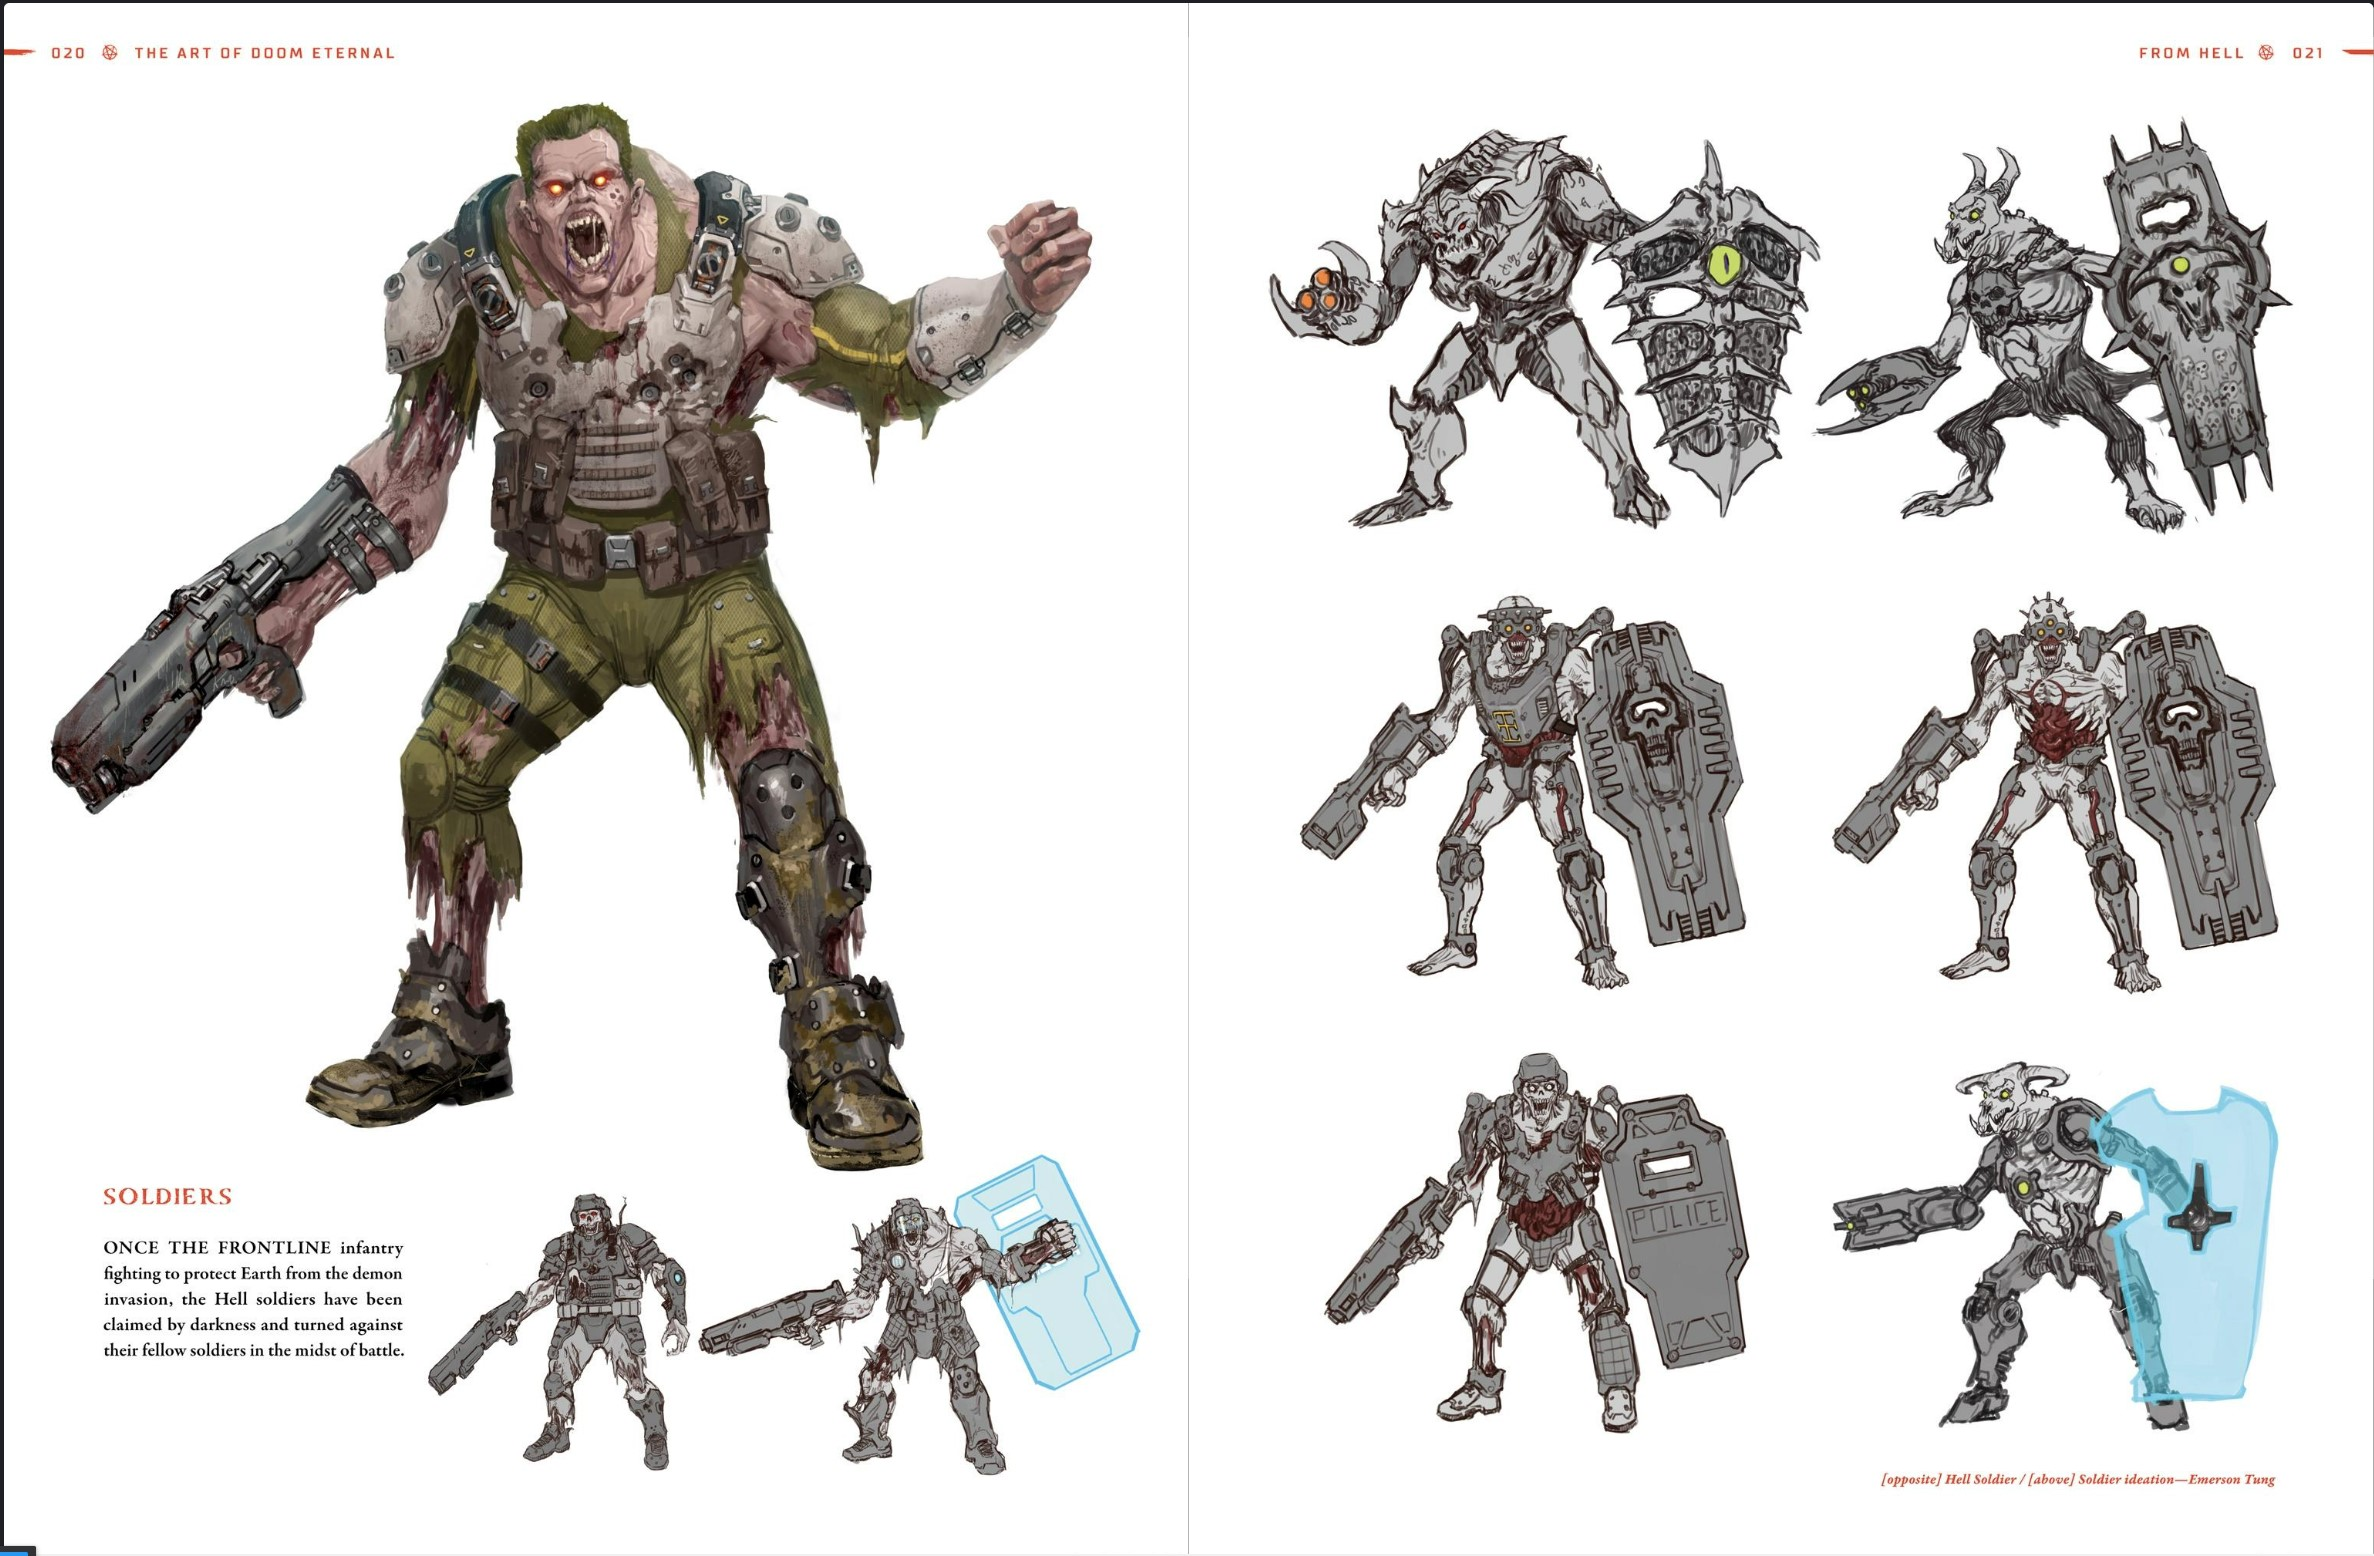 020 THE ART OF DOOM ETERNAL
FROM HELL 021
SOLDIERS
ONCE THE FRONTLINE infantry
fighting to protect Earth from the demon
invasion, the Hell soldiers have been
claimed by darkness and turned against
their fellow soldiers in the midst of battle.
POLICE
[opposite] Hell Soldier / [above] Soldier ideation—Emerson Tung